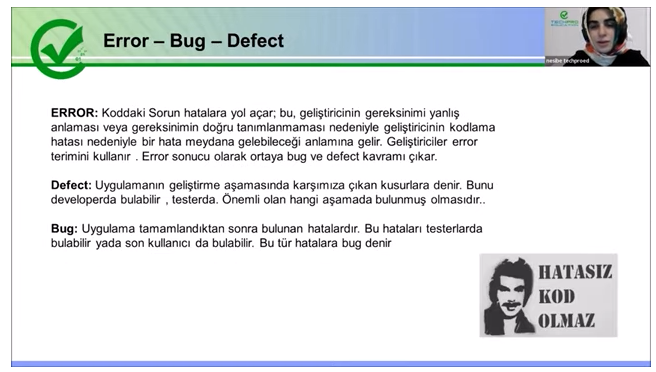 Error – Bug – Defect
TECHPRO
EDUCATION
nesibe techproed
ERROR: Koddaki Sorun hatalara yol açar; bu, geliştiricinin gereksinimi yanlış
anlaması veya gereksinimin doğru tanımlanmaması nedeniyle geliştiricinin kodlama
hatası nedeniyle bir hata meydana gelebileceği anlamına gelir. Geliştiriciler error
terimini kullanır . Error sonucu olarak ortaya bug ve defect kavramı çıkar.
Defect: Uygulamanın geliştirme aşamasında karşımıza çıkan kusurlara denir. Bunu
developerda bulabilir , testerda. Önemli olan hangi aşamada bulunmuş olmasıdır..
Bug: Uygulama tamamlandıktan sonra bulunan hatalardır. Bu hataları testerlarda
bulabilir yada son kullanıcı da bulabilir. Bu tür hatalara bug denir
HATASIZ
KOD
OLMAZ